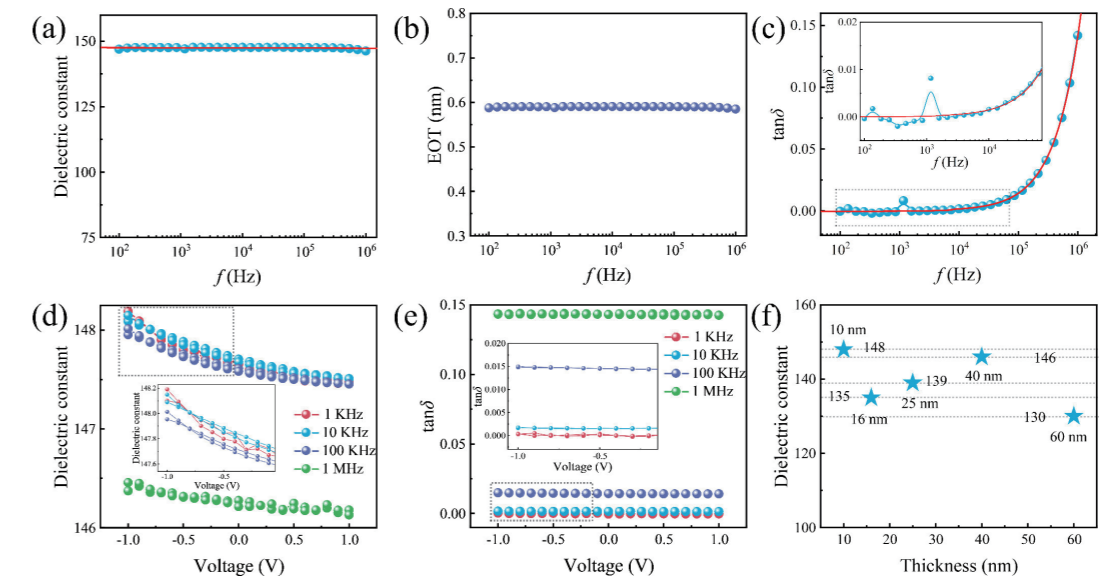 (a)
Dielectric constant
150
125
100
75
10² 10³ 10⁴ 10⁵ 10⁶
f (Hz)
(b)
EOT (nm)
0.8
0.7
0.6
0.5
0.4
0.3
10² 10³ 10⁴ 10⁵ 10⁶
f (Hz)
(c)
tanδ
0.15
0.10
0.05
0.00
10² 10³ 10⁴ 10⁵ 10⁶
f (Hz)
tanδ
0.02
0.01
0.00
10² 10³ 10⁴
f (Hz)
(d)
Dielectric constant
148
147
146
-1.0 -0.5 0.0 0.5 1.0
Voltage (V)
Dielectric constant
148.2
148.0
147.8
147.6
-1.0 -0.5
Voltage (V)
1 KHz
10 KHz
100 KHz
1 MHz
(e)
tanδ
0.15
0.10
0.05
0.00
-1.0 -0.5 0.0 0.5 1.0
Voltage (V)
tanδ
0.020
0.015
0.010
0.005
0.000
-1.0 -0.5
Voltage (V)
1 KHz
10 KHz
100 KHz
1 MHz
(f)
Dielectric constant
160
140
120
100
10 20 30 40 50 60
Thickness (nm)
10 nm
148
146
40 nm
139
25 nm
135
16 nm
130
60 nm